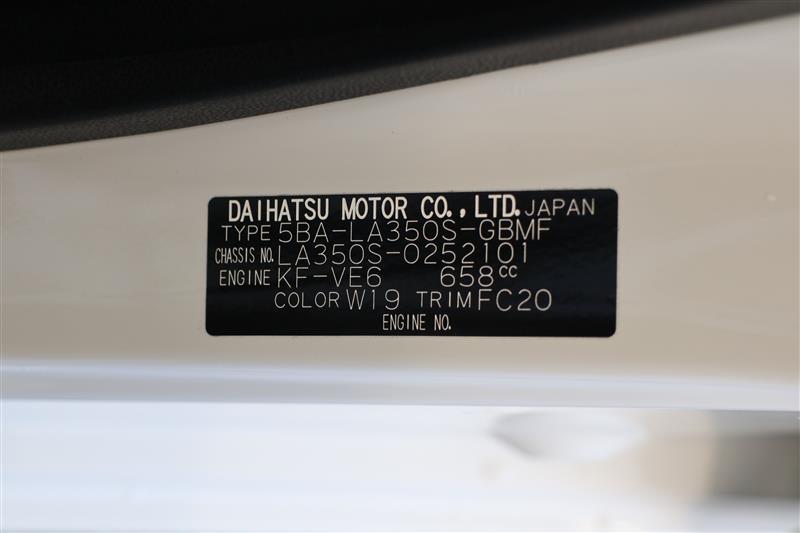 DAIHATSU MOTOR CO., LTD. JAPAN
TYPE 5BA-LA350S-GBMF
CHASSIS NO. LA350S-0252101
ENGINE KF-VE6 658cc
COLOR W19 TRIM FC20
ENGINE NO.